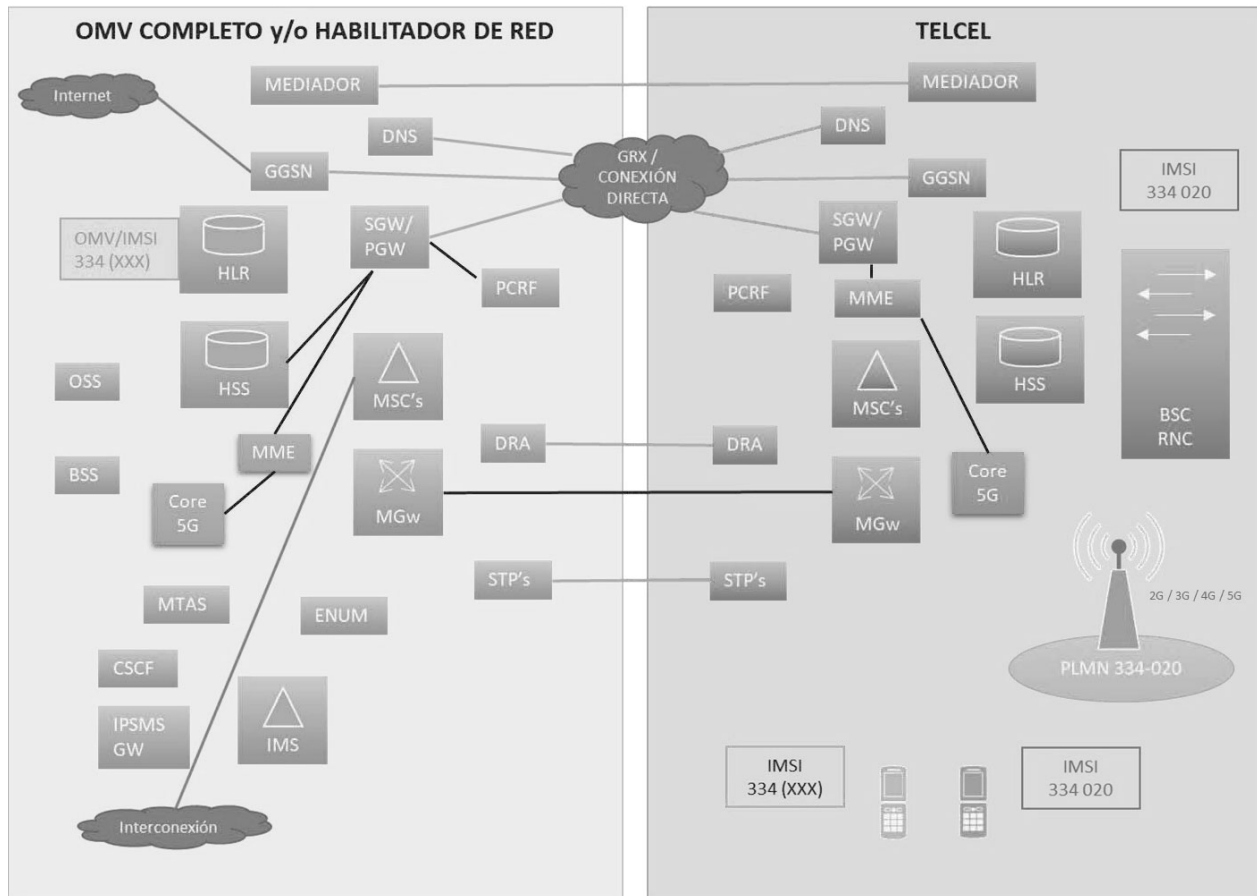 OMV COMPLETO y/o HABILITADOR DE RED
Internet
MEDIADOR
DNS
GGSN
GRX /
CONEXIÓN
DIRECTA
OMV/IMSI
334 (XXX)
HLR
SGW/
PGW
PCRF
HSS
OSS
MSC's
MME
DRA
BSS
Core
5G
MGw
STP's
MTAS
ENUM
CSCF
IPSMS
GW
IMS
Interconexión
TELCEL
MEDIADOR
DNS
GGSN
IMSI
334 020
SGW/
PGW
HLR
PCRF
MME
HSS
MSC's
BSC
RNC
DRA
Core
5G
MGw
STP's
2G / 3G / 4G / 5G
PLMN 334-020
IMSI
334 (XXX)
IMSI
334 020